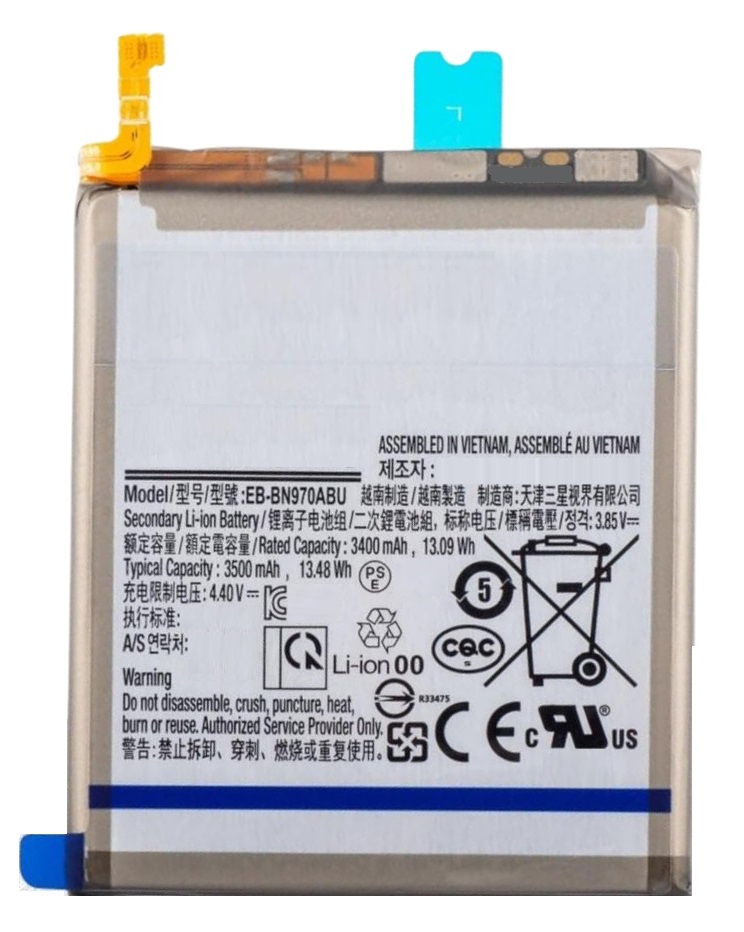 ASSEMBLED IN VIETNAM, ASSEMBLÉ AU VIETNAM
제조자 :
Model/型号/型號:EB-BN970ABU 越南制造/越南製造 制造商:天津三星视界有限公司
Secondary Li-ion Battery/锂离子电池组/二次鋰電池組, 标称电压/標稱電壓/정격: 3.85V⎓
额定容量/額定電容量/Rated Capacity: 3400 mAh , 13.09 Wh
Typical Capacity : 3500 mAh , 13.48 Wh
PS
E
充电限制电压: 4.40V⎓
执行标准:
A/S 연락처:
5
CQC
S
Li-ion 00
Warning
Do not disassemble, crush, puncture, heat,
burn or reuse. Authorized Service Provider Only.
警告: 禁止拆卸、穿刺、燃烧或重复使用。
R33475
CE
c RU® US